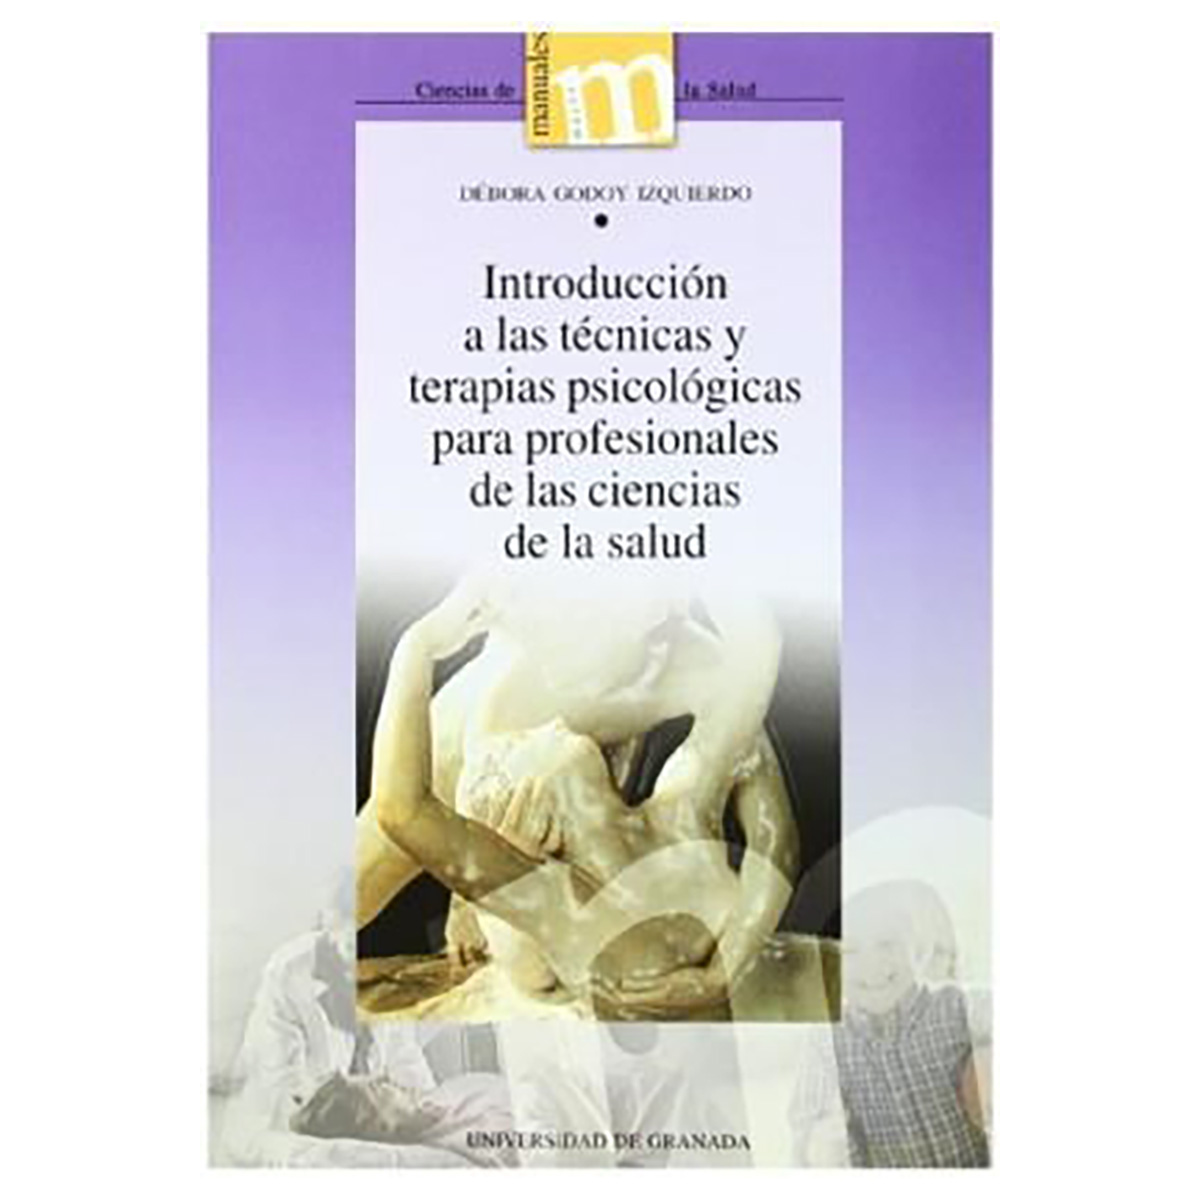 Ciencias de la Salud
manuales
major
m
DÉBORA GODOY IZQUIERDO
Introducción
a las técnicas y
terapias psicológicas
para profesionales
de las ciencias
de la salud
UNIVERSIDAD DE GRANADA